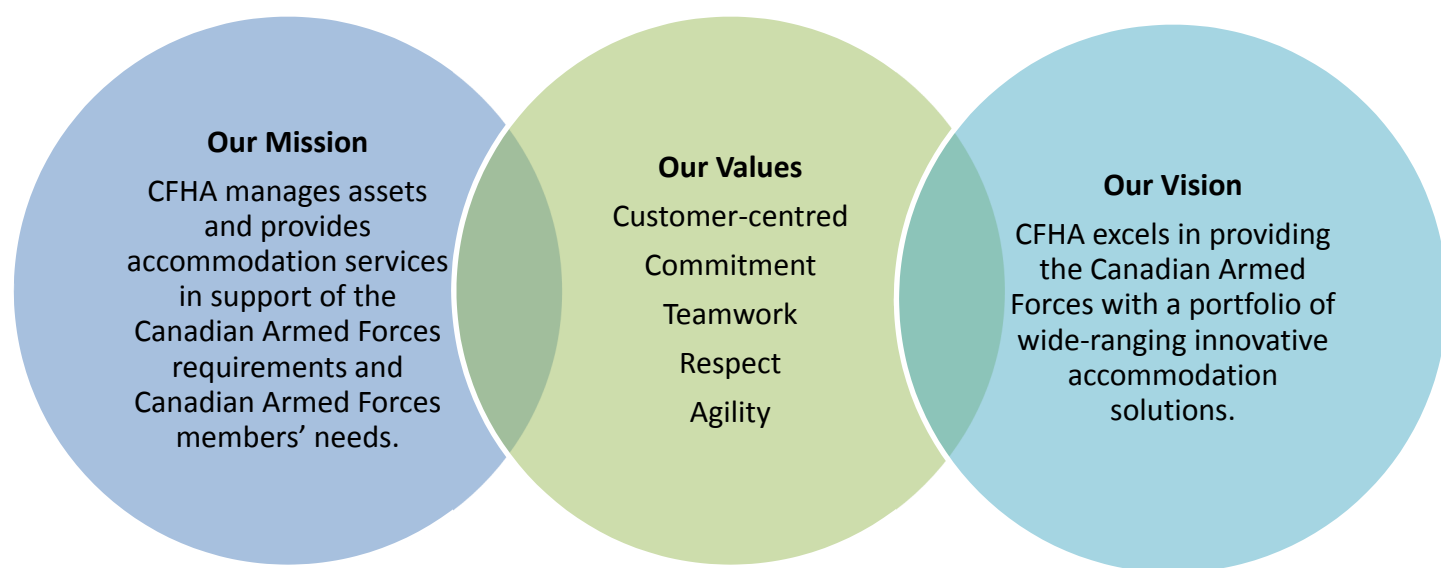 Our Mission
CFHA manages assets
and provides
accommodation services
in support of the
Canadian Armed Forces
requirements and
Canadian Armed Forces
members’ needs.
Our Values
Customer-centred
Commitment
Teamwork
Respect
Agility
Our Vision
CFHA excels in providing
the Canadian Armed
Forces with a portfolio of
wide-ranging innovative
accommodation
solutions.